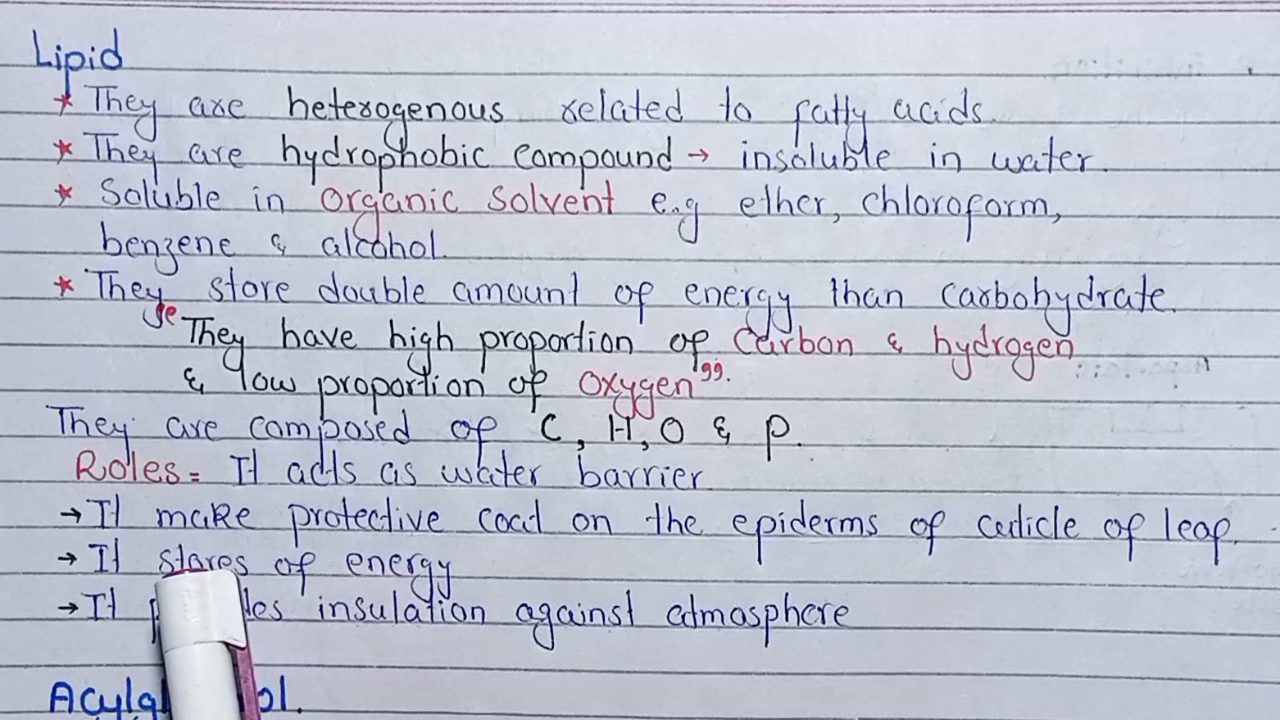 Lipid
* They are heterogenous related to fatty acids.
* They are hydrophobic compound → insoluble in water.
* Soluble in organic solvent e.g ether, chloroform,
benzene & alcohol.
* They store double amount of energy than carbohydrate.
They have high proportion of Carbon & hydrogen
& low proportion of oxygen".
They are composed of C, H, O & P.
Roles = It acts as water barrier
→ It make protective coat on the epiderms of cuticle of leaf.
→ It stores of energy
→ It insulation against atmosphere